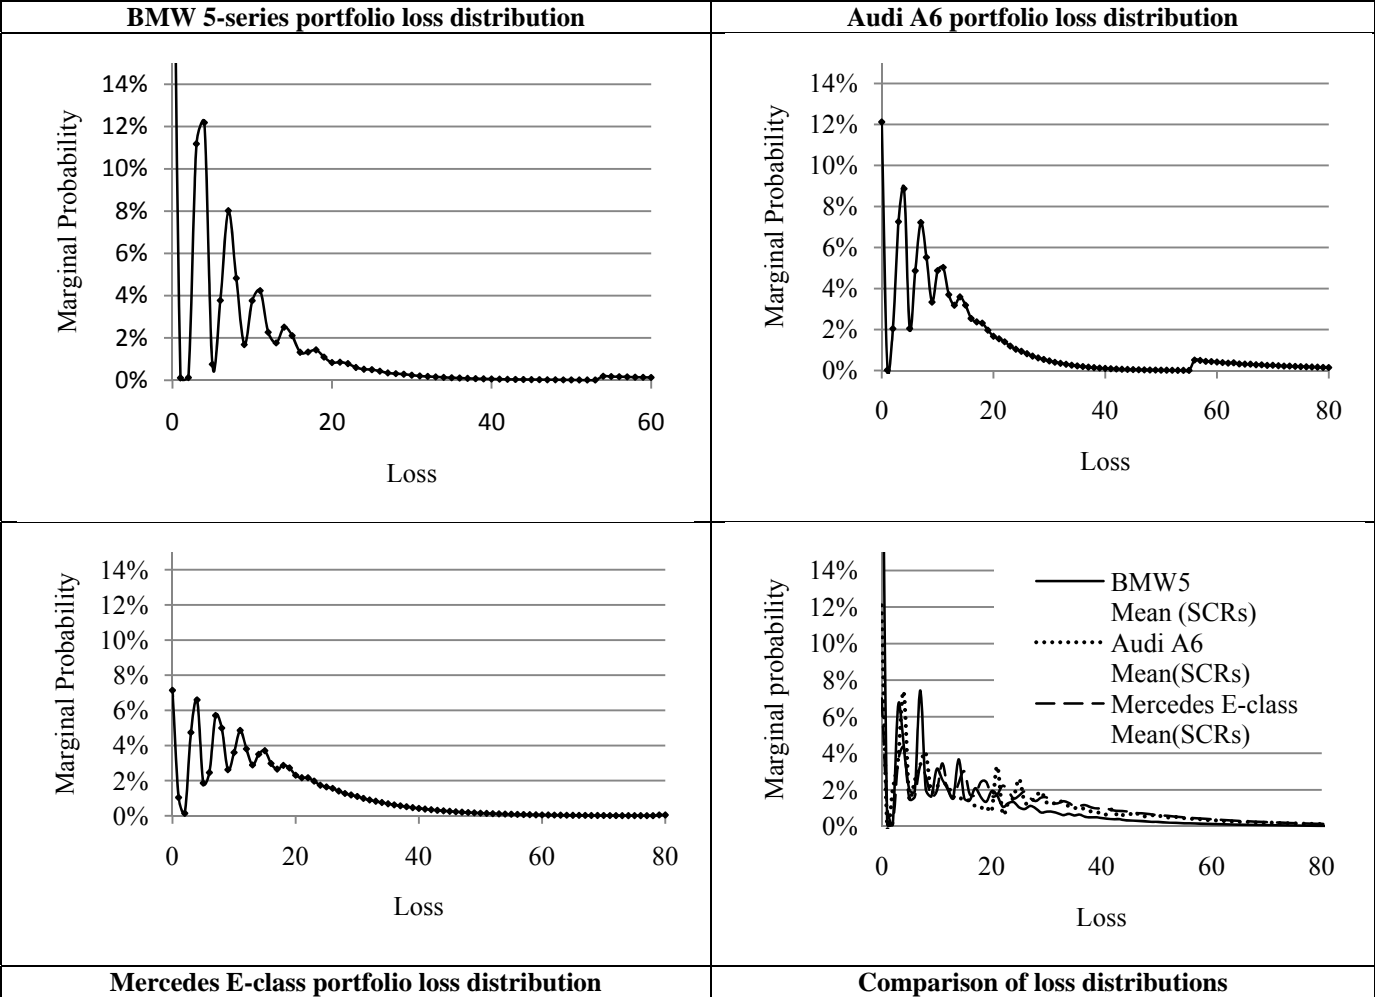 BMW 5-series portfolio loss distribution
Marginal Probability
14%
12%
10%
8%
6%
4%
2%
0%
0 20 40 60
Loss
Audi A6 portfolio loss distribution
Marginal Probability
14%
12%
10%
8%
6%
4%
2%
0%
0 20 40 60 80
Loss
Marginal Probability
14%
12%
10%
8%
6%
4%
2%
0%
0 20 40 60 80
Loss
Mercedes E-class portfolio loss distribution
Marginal probability
14%
12%
10%
8%
6%
4%
2%
0%
0 20 40 60 80
Loss
BMW5
Mean (SCRs)
Audi A6
Mean(SCRs)
Mercedes E-class
Mean(SCRs)
Comparison of loss distributions